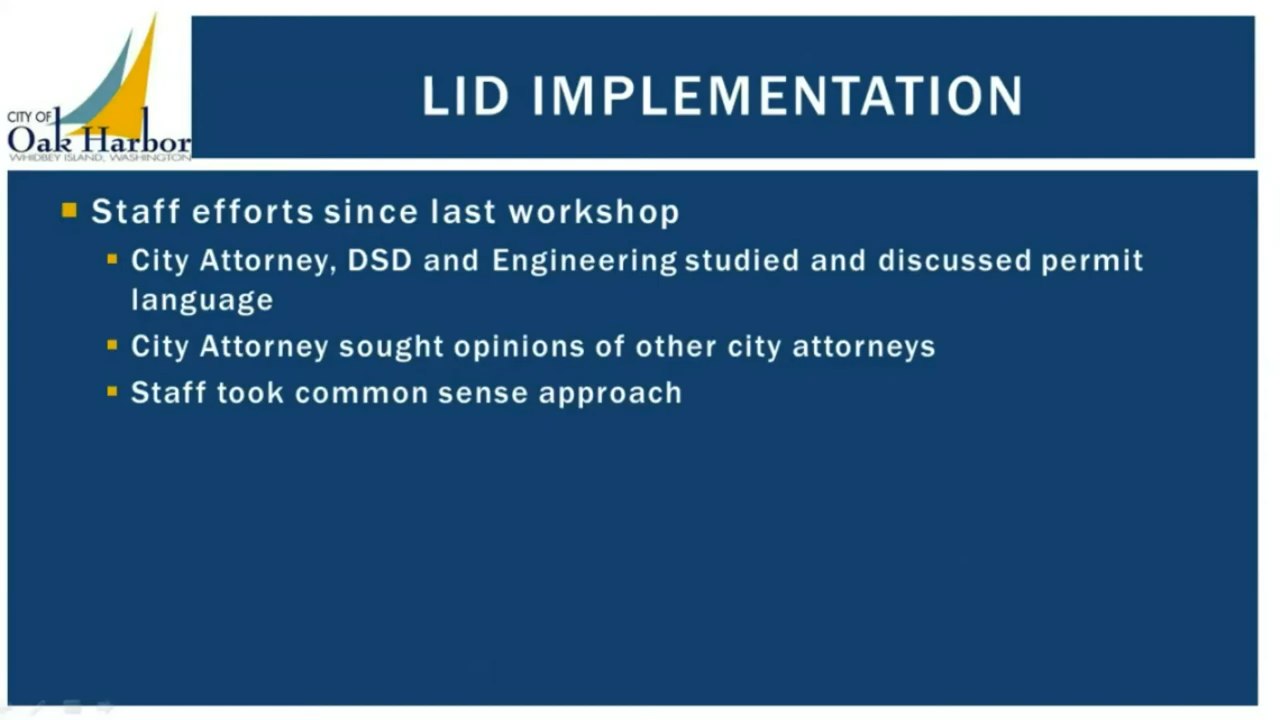 CITY OF
Oak Harbor
WHIDBEY ISLAND, WASHINGTON
LID IMPLEMENTATION
Staff efforts since last workshop
City Attorney, DSD and Engineering studied and discussed permit
language
City Attorney sought opinions of other city attorneys
Staff took common sense approach